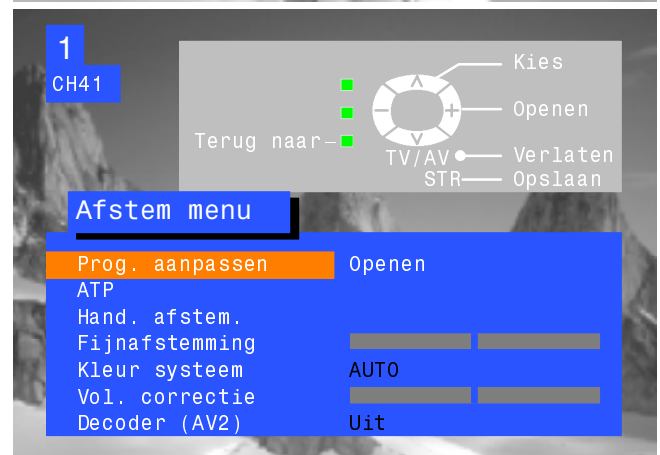 1
CH41
Kies
Openen
Terug naar
TV/AV Verlaten
STR Opslaan
Afstem menu
Prog. aanpassen Openen
ATP
Hand. afstem.
Fijnafstemming
Kleur systeem AUTO
Vol. correctie
Decoder (AV2) Uit